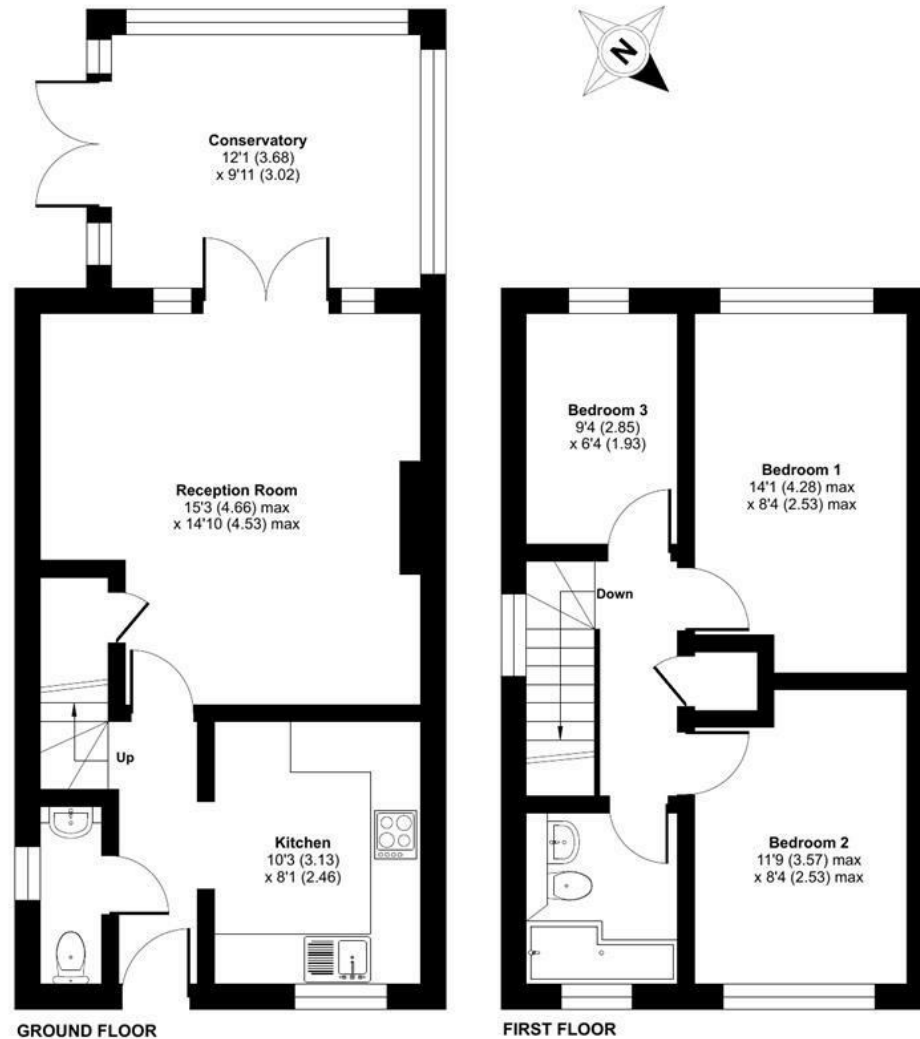 N
Conservatory
12'1 (3.68)
x 9'11 (3.02)
Reception Room
15'3 (4.66) max
x 14'10 (4.53) max
Up
Kitchen
10'3 (3.13)
x 8'1 (2.46)
GROUND FLOOR
Bedroom 3
9'4 (2.85)
x 6'4 (1.93)
Bedroom 1
14'1 (4.28) max
x 8'4 (2.53) max
Down
Bedroom 2
11'9 (3.57) max
x 8'4 (2.53) max
FIRST FLOOR